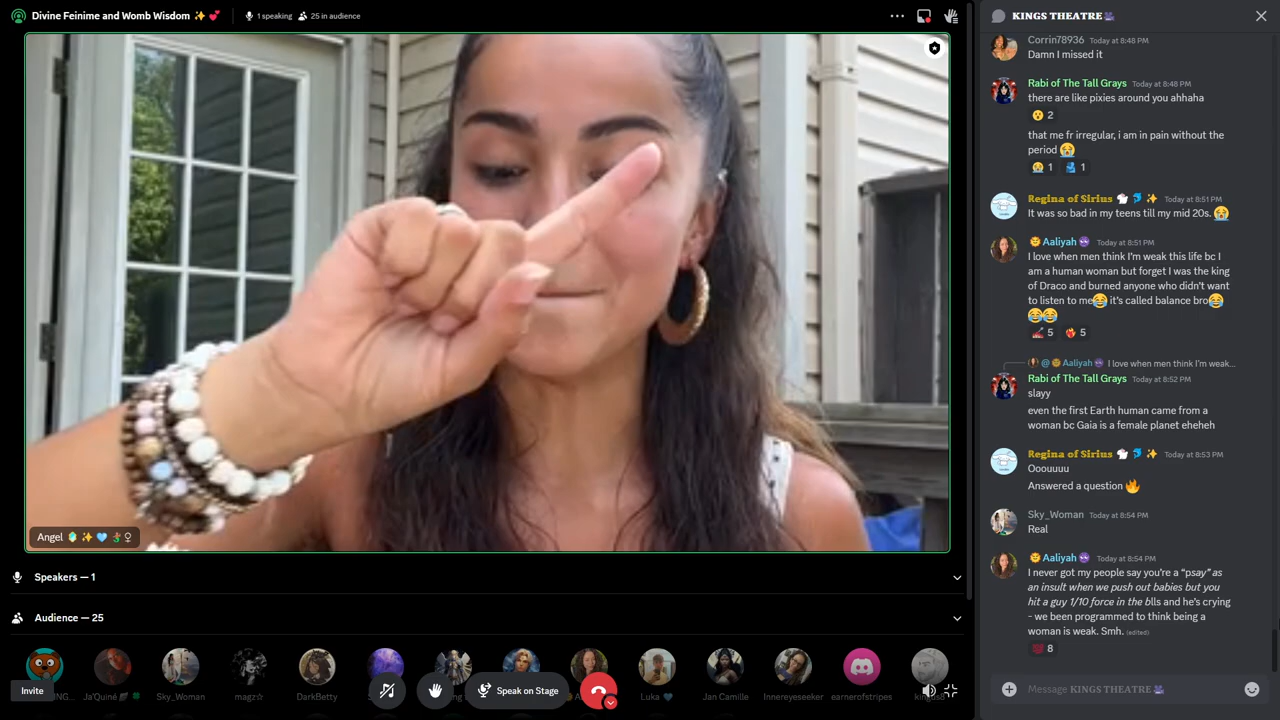 Divine Feinime and Womb Wisdom ✨ 💕
1 speaking 25 in audience
KINGS THEATRE
Corrin78936 Today at 8:48 PM
Damn I missed it
Rabi of The Tall Grays Today at 8:48 PM
there are like pixies around you ahhaha
😮 2
that me fr irregular, i am in pain without the
period 😭
😭 1 🫂 1
Regina of Sirius Today at 8:51 PM
It was so bad in my teens till my mid 20s. 😭
Aaliyah Today at 8:51 PM
I love when men think I'm weak this life bc I
am a human woman but forget I was the king
of Draco and burned anyone who didn't want
to listen to me😂 it's called balance bro😂
😂😂
5 ❤️‍🔥 5
@ Aaliyah I love when men think I'm weak...
Rabi of The Tall Grays Today at 8:52 PM
slayy
even the first Earth human came from a
woman bc Gaia is a female planet eheheh
Regina of Sirius Today at 8:53 PM
Ooouuuu
Answered a question 🔥
Sky_Woman Today at 8:54 PM
Real
Aaliyah Today at 8:54 PM
I never got my people say you're a "psay" as
an insult when we push out babies but you
hit a guy 1/10 force in the blls and he's crying
- we been programmed to think being a
woman is weak. Smh. (edited)
💯 8
Message KINGS THEATRE
Angel ✨ 💙 ♀
Speakers — 1
Audience — 25
Invite
Speak on Stage
Ja'Quiné
Sky_Woman
magz☆
DarkBetty
Luka 💙
Jan Camille
Innereyeseeker
earnerofstripes